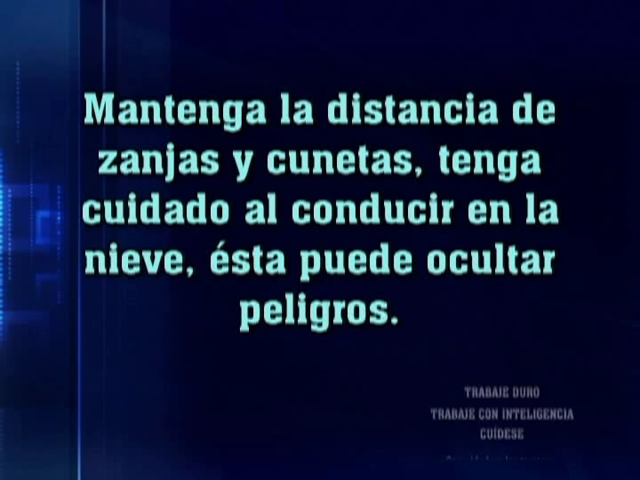 Mantenga la distancia de
zanjas y cunetas, tenga
cuidado al conducir en la
nieve, ésta puede ocultar
peligros.
TRABAJE DURO
TRABAJE CON INTELIGENCIA
CUÍDESE